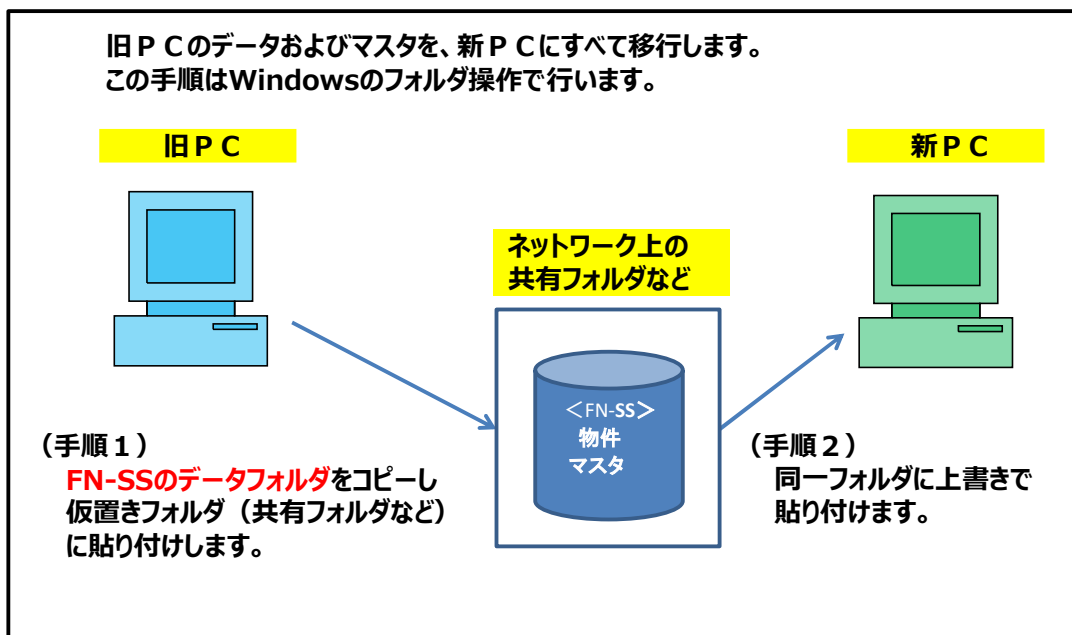 旧ＰＣのデータおよびマスタを、新ＰＣにすべて移行します。
この手順はWindowsのフォルダ操作で行います。
旧ＰＣ
新ＰＣ
ネットワーク上の
共有フォルダなど
＜FN-SS＞
物件
マスタ
（手順１）
FN-SSのデータフォルダをコピーし
仮置きフォルダ（共有フォルダなど）
に貼り付けします。
（手順２）
同一フォルダに上書きで
貼り付けます。